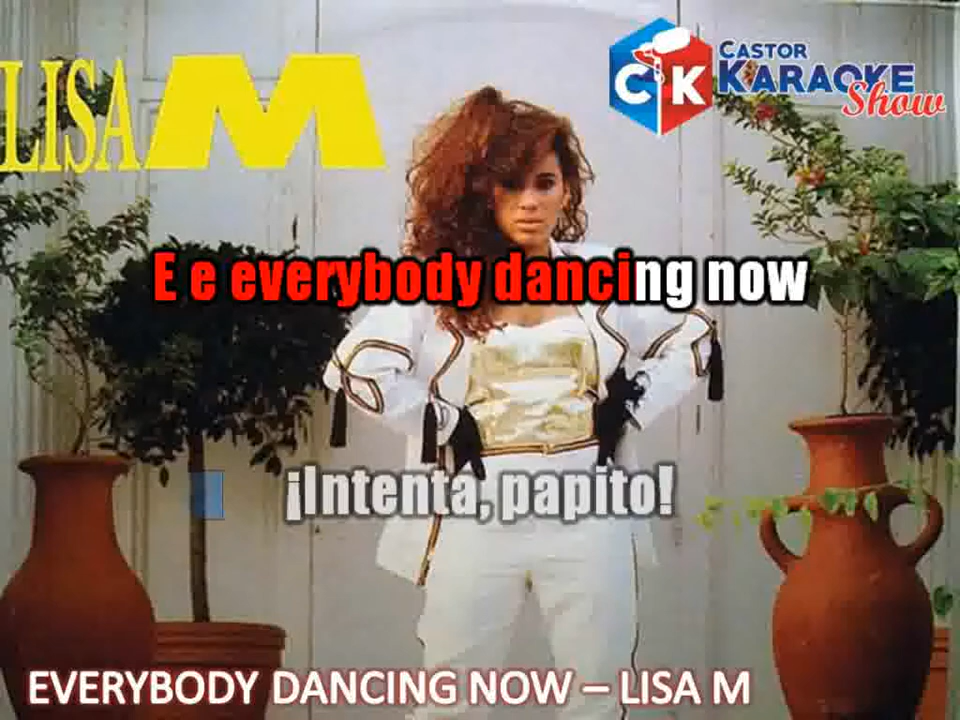 LISA M
CK
CASTOR
KARAOKE
Show
E e everybody dancing now
¡Intenta, papito!
EVERYBODY DANCING NOW – LISA M